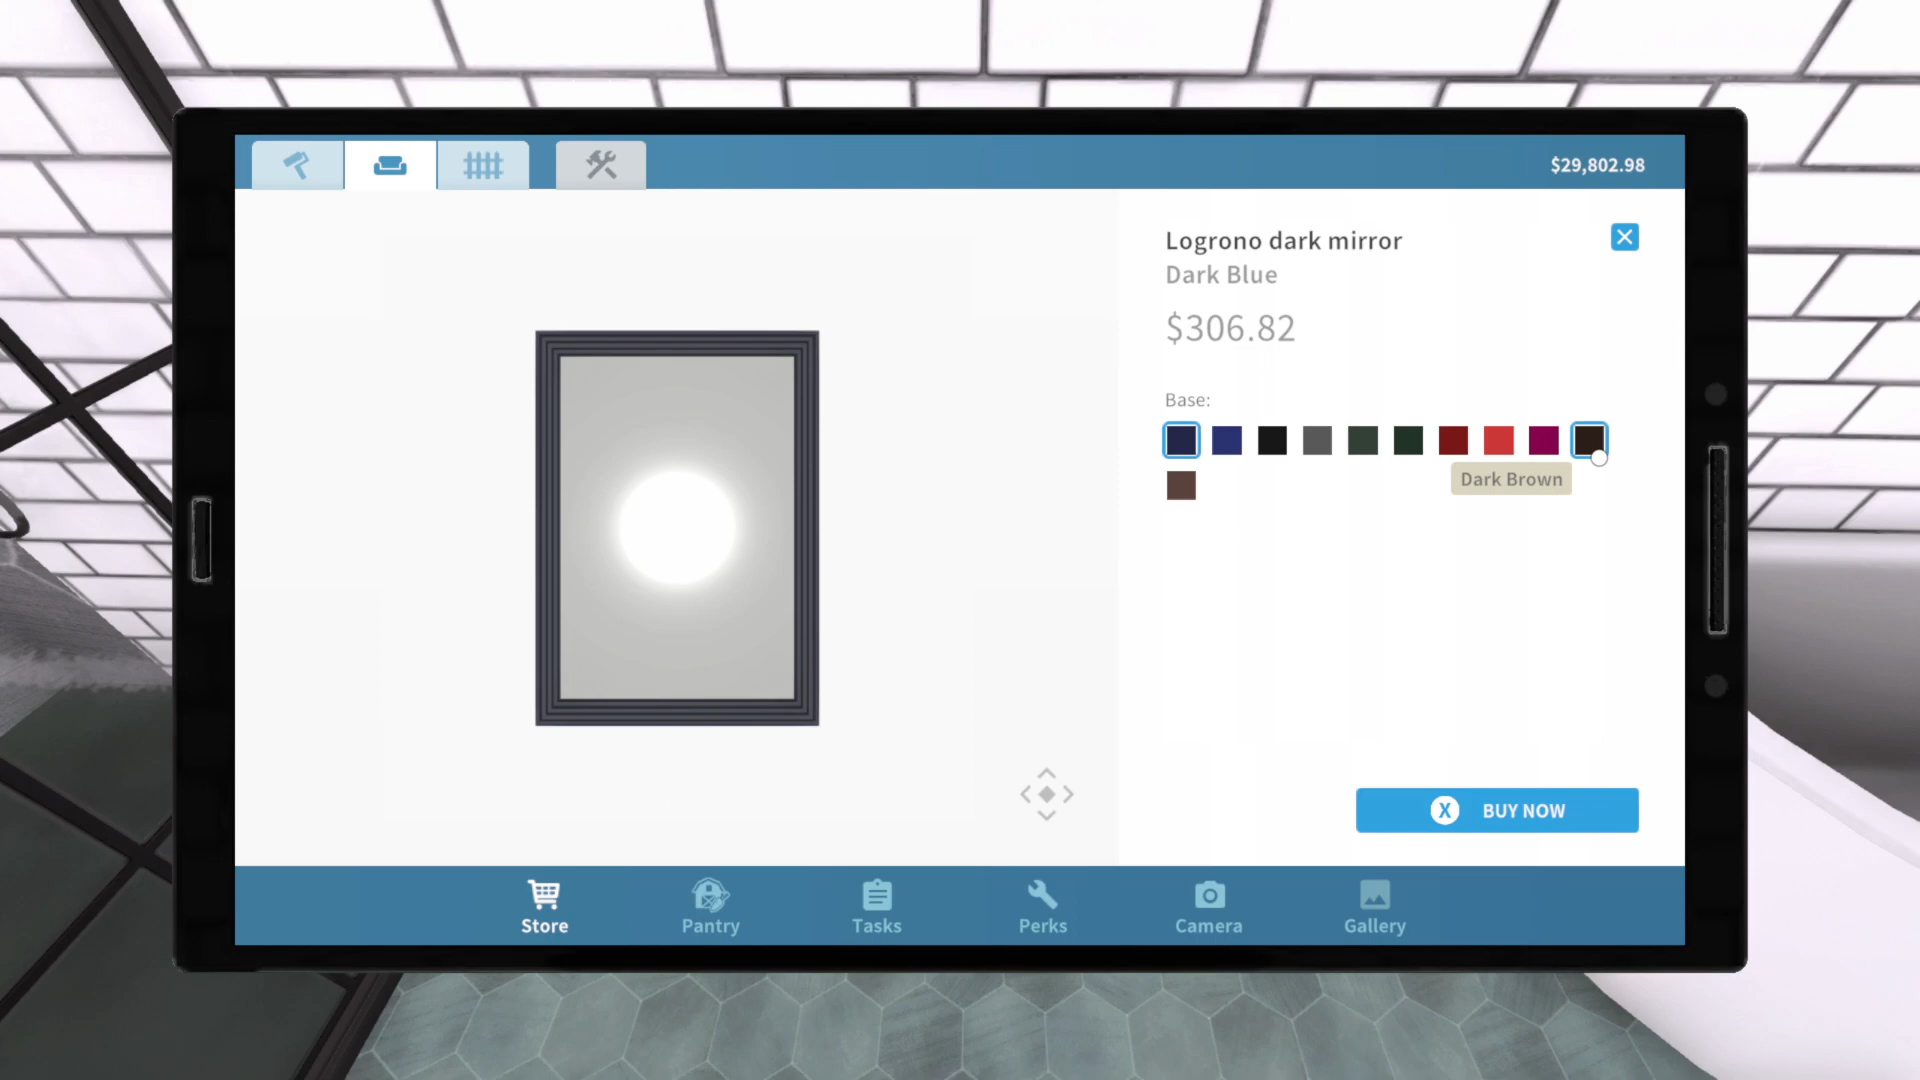 $29,802.98
Logrono dark mirror
Dark Blue
$306.82
Base:
Dark Brown
X BUY NOW
Store
Pantry
Tasks
Perks
Camera
Gallery